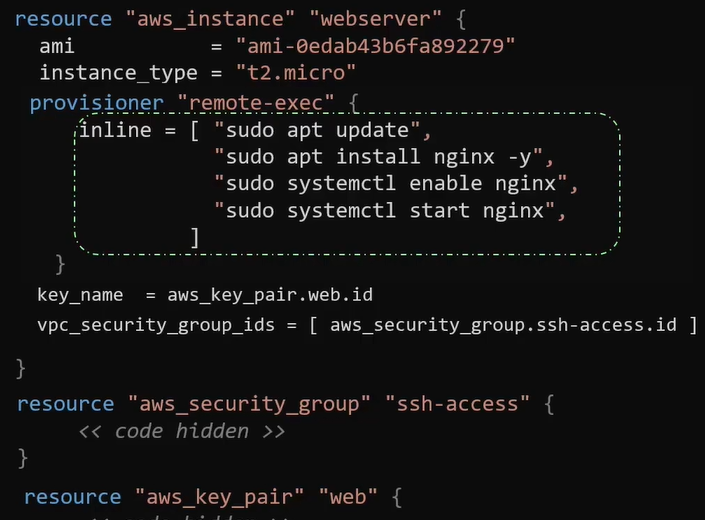 resource "aws_instance" "webserver" {
ami = "ami-0edab43b6fa892279"
instance_type = "t2.micro"
provisioner "remote-exec" {
inline = [ "sudo apt update",
"sudo apt install nginx -y",
"sudo systemctl enable nginx",
"sudo systemctl start nginx",
]
}
key_name = aws_key_pair.web.id
vpc_security_group_ids = [ aws_security_group.ssh-access.id ]
}
resource "aws_security_group" "ssh-access" {
<< code hidden >>
}
resource "aws_key_pair" "web" {